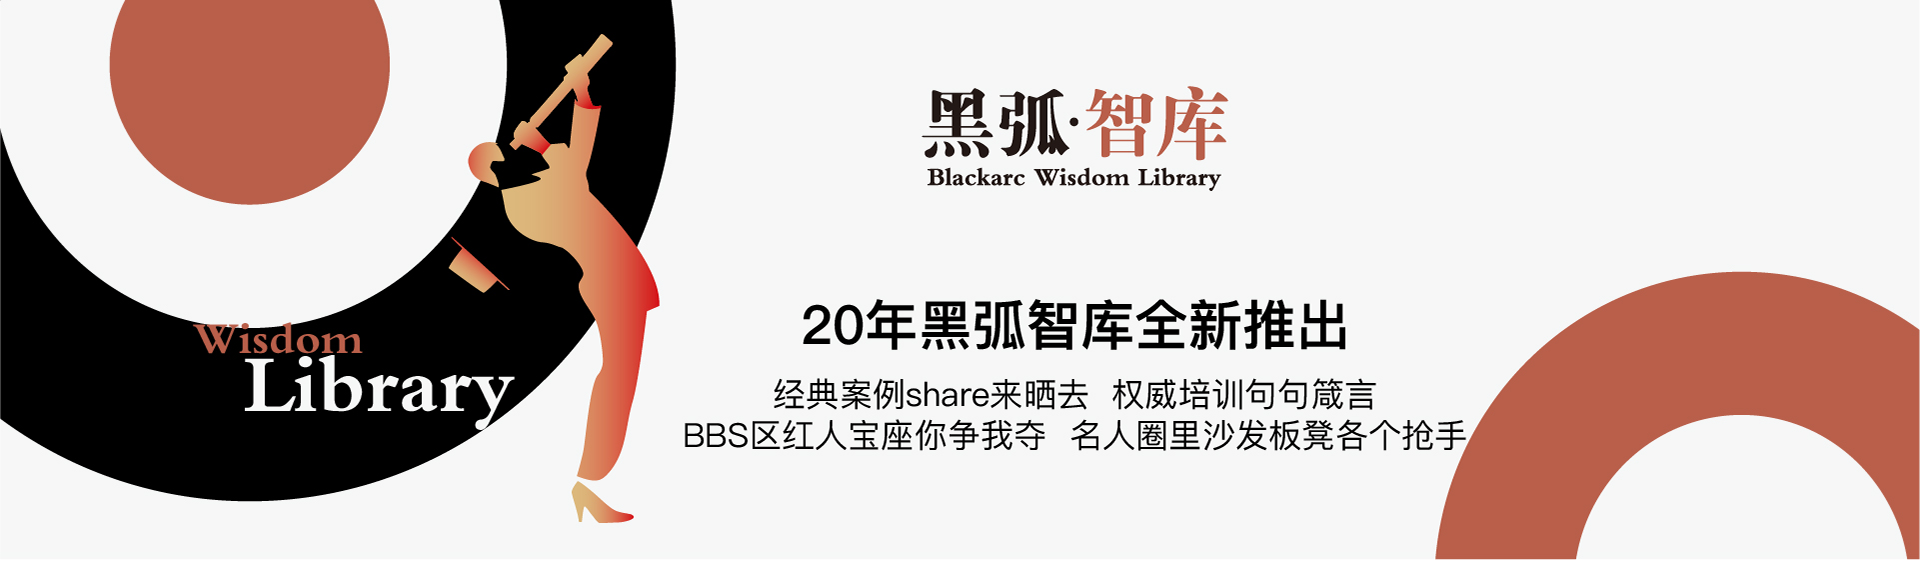 Wisdom
Library
黑弧·智库
Blackarc Wisdom Library
20年黑弧智库全新推出
经典案例share来晒去 权威培训句句箴言
BBS区红人宝座你争我夺 名人圈里沙发板凳各个抢手